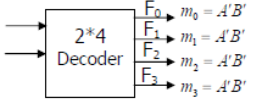 F₀ m₀ = A'B'
F₁ m₁ = A'B'
2*4
Decoder
F₂ m₂ = A'B'
F₃ m₃ = A'B'